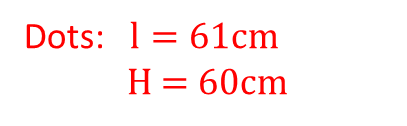 Dots: l = 61cm
H = 60cm